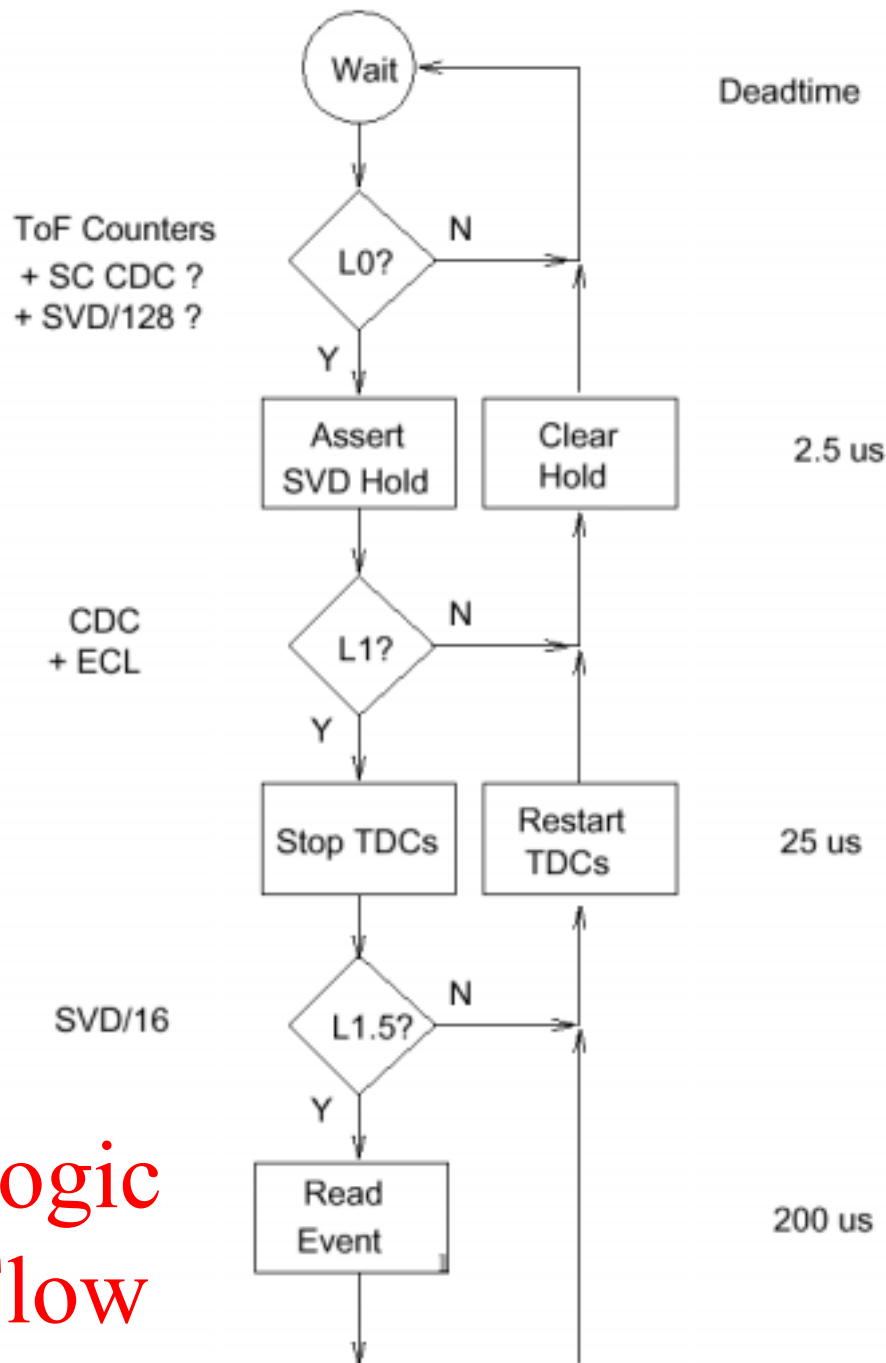 Wait
Deadtime
ToF Counters
+ SC CDC ?
+ SVD/128 ?
L0?
N
Y
Assert
SVD Hold
Clear
Hold
2.5 us
CDC
+ ECL
L1?
N
Y
Stop TDCs
Restart
TDCs
25 us
SVD/16
L1.5?
N
Y
Read
Event
200 us
ogic